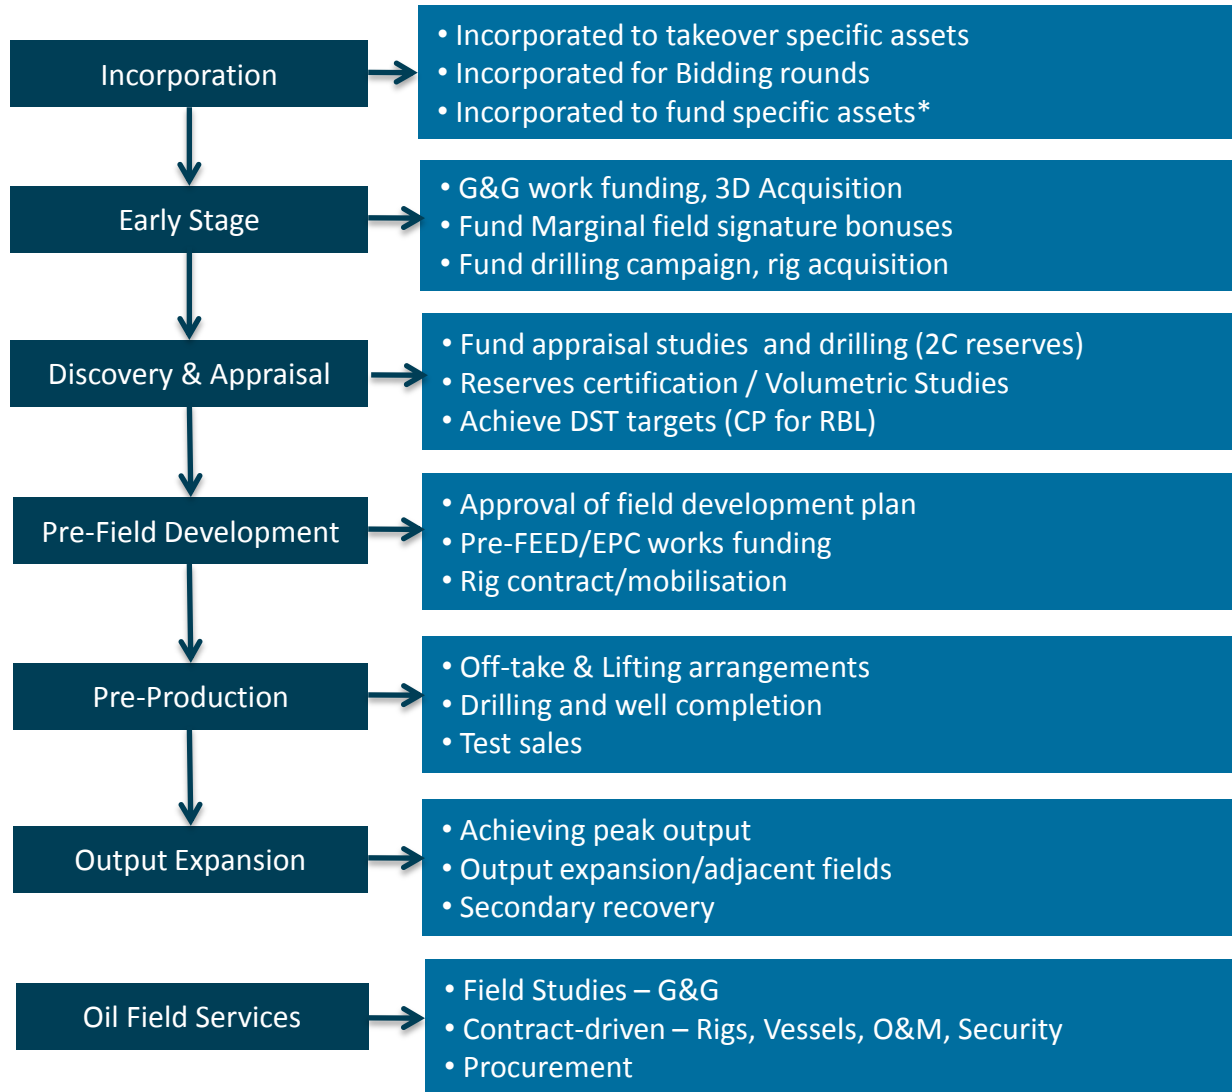 Incorporation
• Incorporated to takeover specific assets
• Incorporated for Bidding rounds
• Incorporated to fund specific assets*
Early Stage
• G&G work funding, 3D Acquisition
• Fund Marginal field signature bonuses
• Fund drilling campaign, rig acquisition
Discovery & Appraisal
• Fund appraisal studies and drilling (2C reserves)
• Reserves certification / Volumetric Studies
• Achieve DST targets (CP for RBL)
Pre-Field Development
• Approval of field development plan
• Pre-FEED/EPC works funding
• Rig contract/mobilisation
Pre-Production
• Off-take & Lifting arrangements
• Drilling and well completion
• Test sales
Output Expansion
• Achieving peak output
• Output expansion/adjacent fields
• Secondary recovery
Oil Field Services
• Field Studies – G&G
• Contract-driven – Rigs, Vessels, O&M, Security
• Procurement